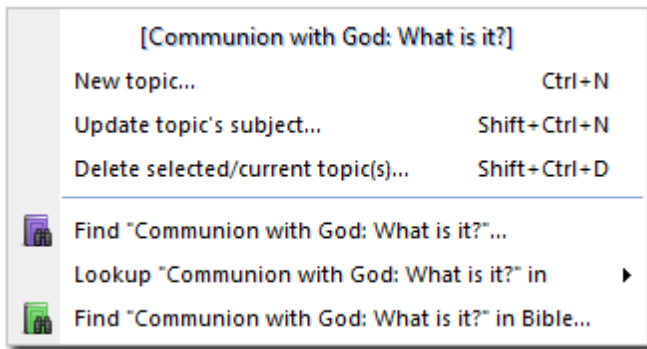 [Communion with God: What is it?]
New topic... Ctrl+N
Update topic's subject... Shift+Ctrl+N
Delete selected/current topic(s)... Shift+Ctrl+D
Find "Communion with God: What is it?"...
Lookup "Communion with God: What is it?" in
Find "Communion with God: What is it?" in Bible...